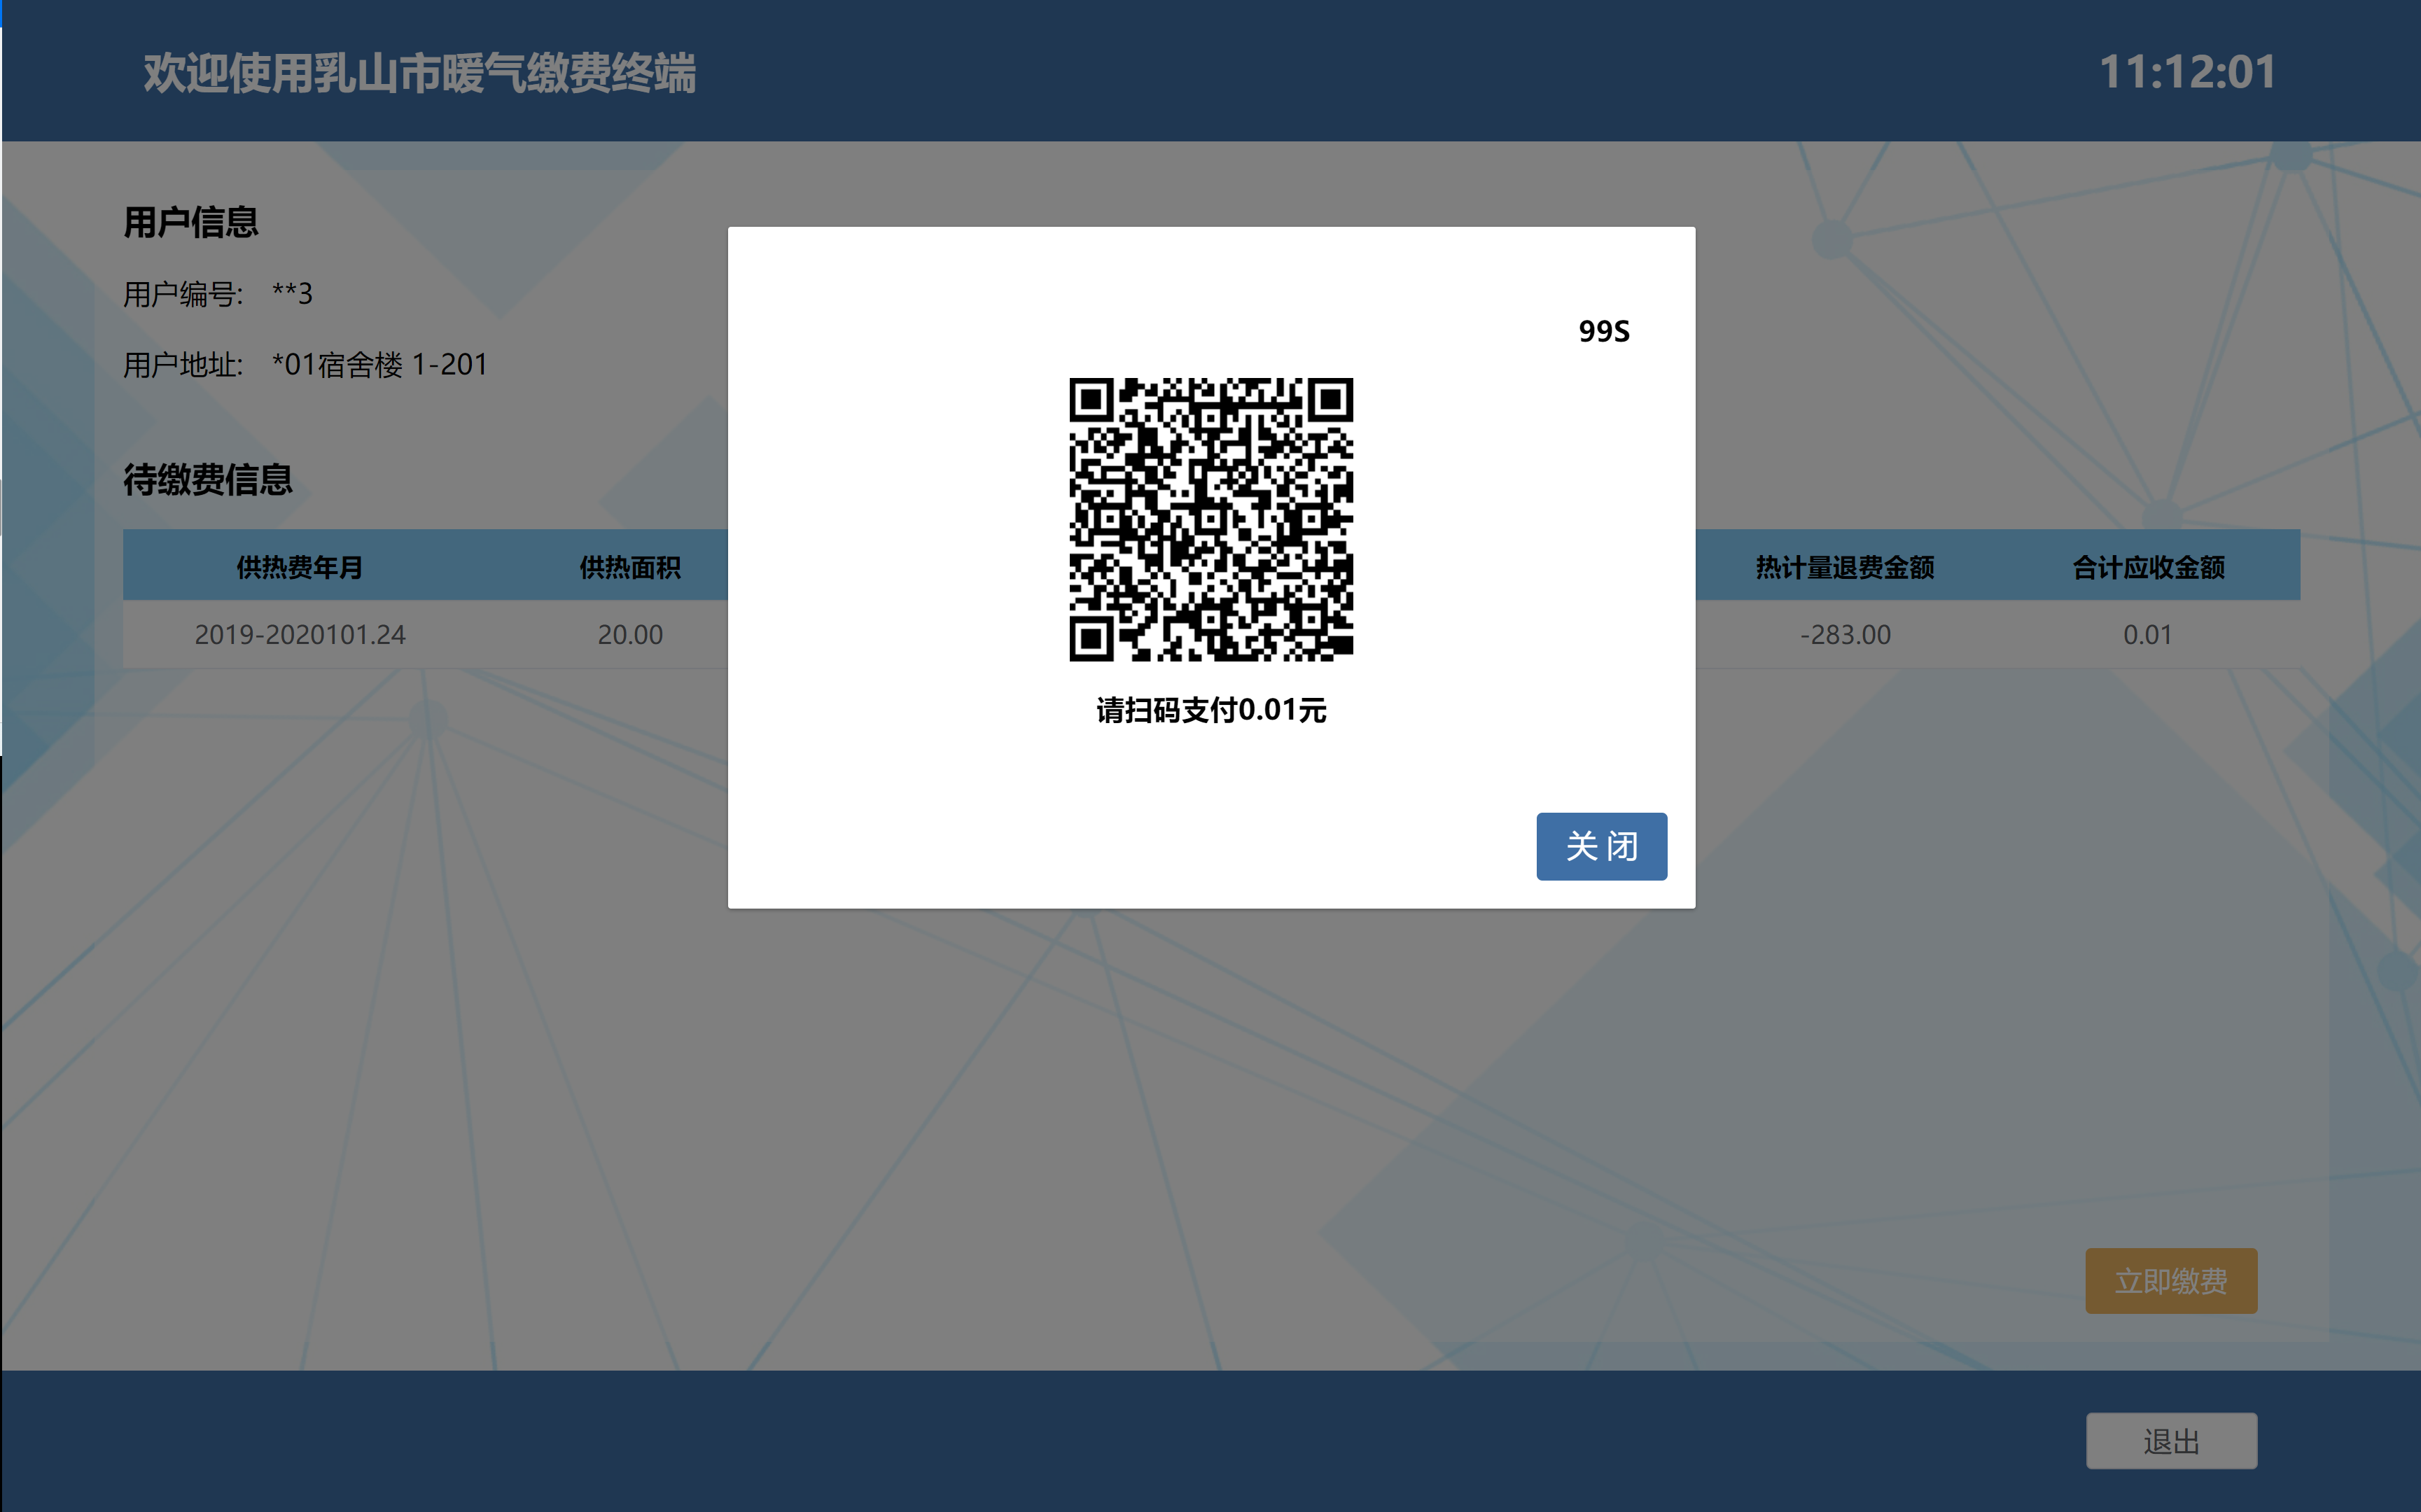 欢迎使用乳山市暖气缴费终端 11:12:01
用户信息
用户编号: **3
用户地址: *01宿舍楼 1-201
99S
待缴费信息
供热费年月 供热面积 热计量退费金额 合计应收金额
2019-2020101.24 20.00 -283.00 0.01
请扫码支付0.01元
关 闭
立即缴费
退出